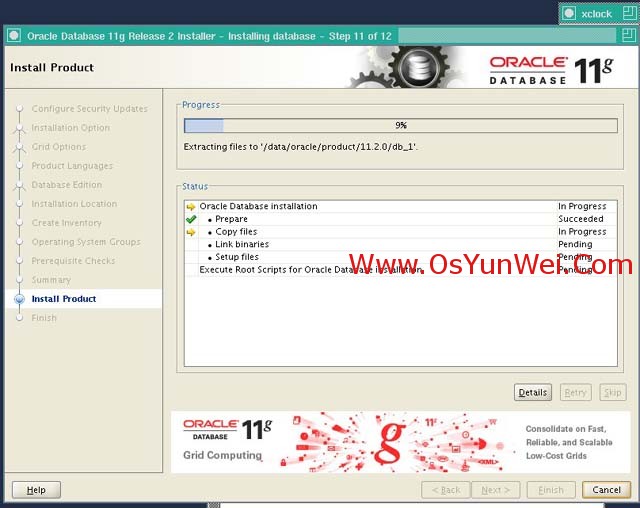 xclock
Oracle Database 11g Release 2 Installer - Installing database - Step 11 of 12
Install Product
ORACLE
DATABASE 11g
Configure Security Updates
Installation Option
Grid Options
Product Languages
Database Edition
Installation Location
Create Inventory
Operating System Groups
Prerequisite Checks
Summary
Install Product
Finish
Progress
9%
Extracting files to '/data/oracle/product/11.2.0/db_1'.
Status
Oracle Database installation In Progress
• Prepare Succeeded
• Copy files In Progress
• Link binaries Pending
• Setup files Pending
Execute Root Scripts for Oracle Database installation Pending
Www.OsYunWei.Com
Details Retry Skip
ORACLE
DATABASE 11g
Grid Computing
g
11g
<XML>
Consolidate on Fast,
Reliable, and Scalable
Low-Cost Grids
Help < Back Next > Finish Cancel